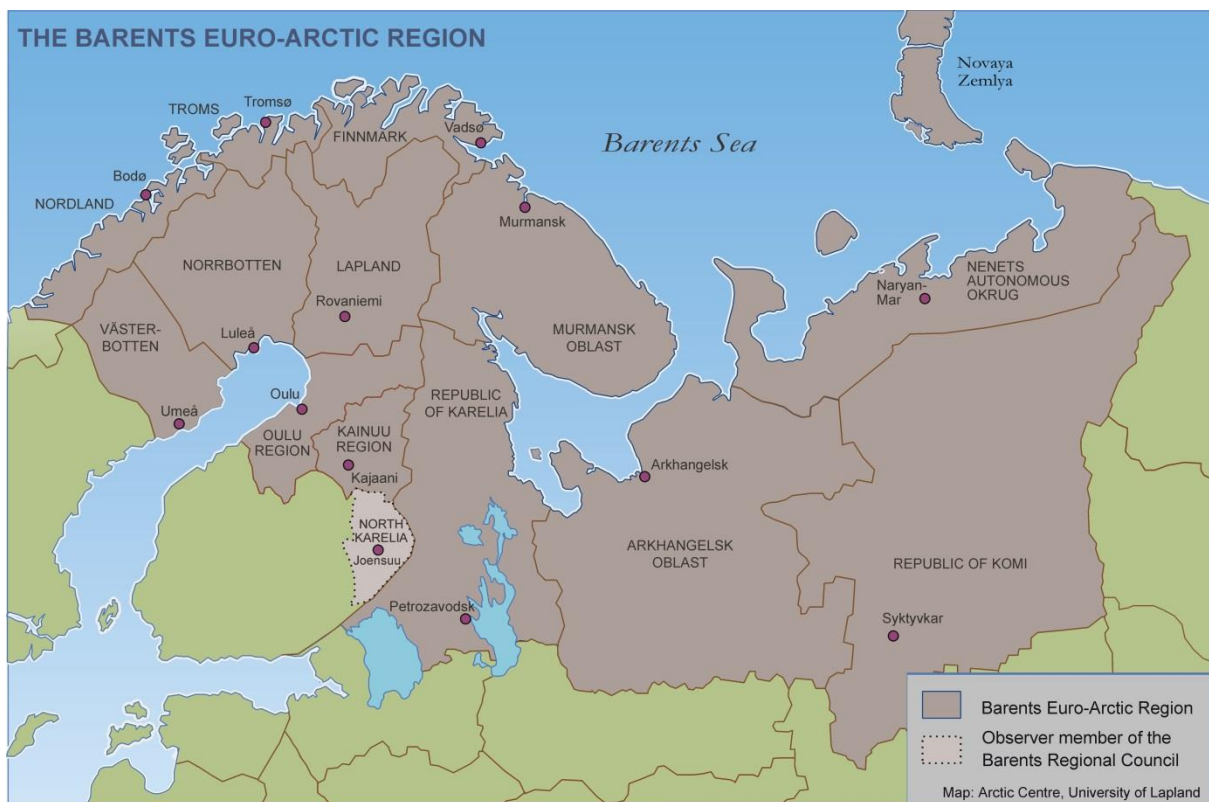 THE BARENTS EURO-ARCTIC REGION
Novaya
Zemlya
Barents Sea
TROMS
Tromsø
FINNMARK
Vadsø
Bodø
NORDLAND
Murmansk
NORRBOTTEN
LAPLAND
Rovaniemi
NENETS
AUTONOMOUS
OKRUG
Naryan-
Mar
VÄSTER-
BOTTEN
Luleå
MURMANSK
OBLAST
Umeå
Oulu
OULU
REGION
KAINUU
REGION
Kajaani
REPUBLIC
OF KARELIA
Arkhangelsk
NORTH
KARELIA
Joensuu
ARKHANGELSK
OBLAST
REPUBLIC OF KOMI
Petrozavodsk
Syktyvkar
Barents Euro-Arctic Region
Observer member of the
Barents Regional Council
Map: Arctic Centre, University of Lapland